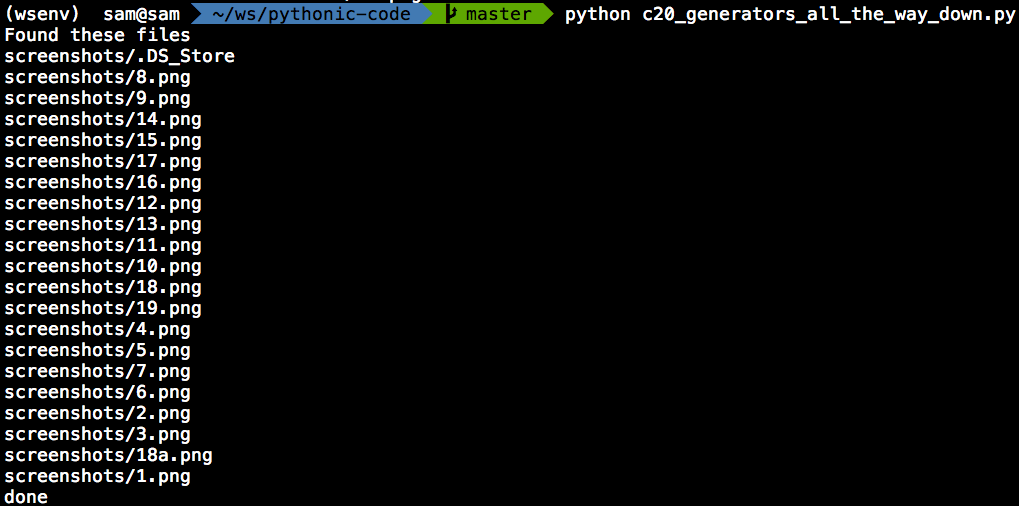 (wsenv) sam@sam ~/ws/pythonic-code master python c20_generators_all_the_way_down.py
Found these files
screenshots/.DS_Store
screenshots/8.png
screenshots/9.png
screenshots/14.png
screenshots/15.png
screenshots/17.png
screenshots/16.png
screenshots/12.png
screenshots/13.png
screenshots/11.png
screenshots/10.png
screenshots/18.png
screenshots/19.png
screenshots/4.png
screenshots/5.png
screenshots/7.png
screenshots/6.png
screenshots/2.png
screenshots/3.png
screenshots/18a.png
screenshots/1.png
done